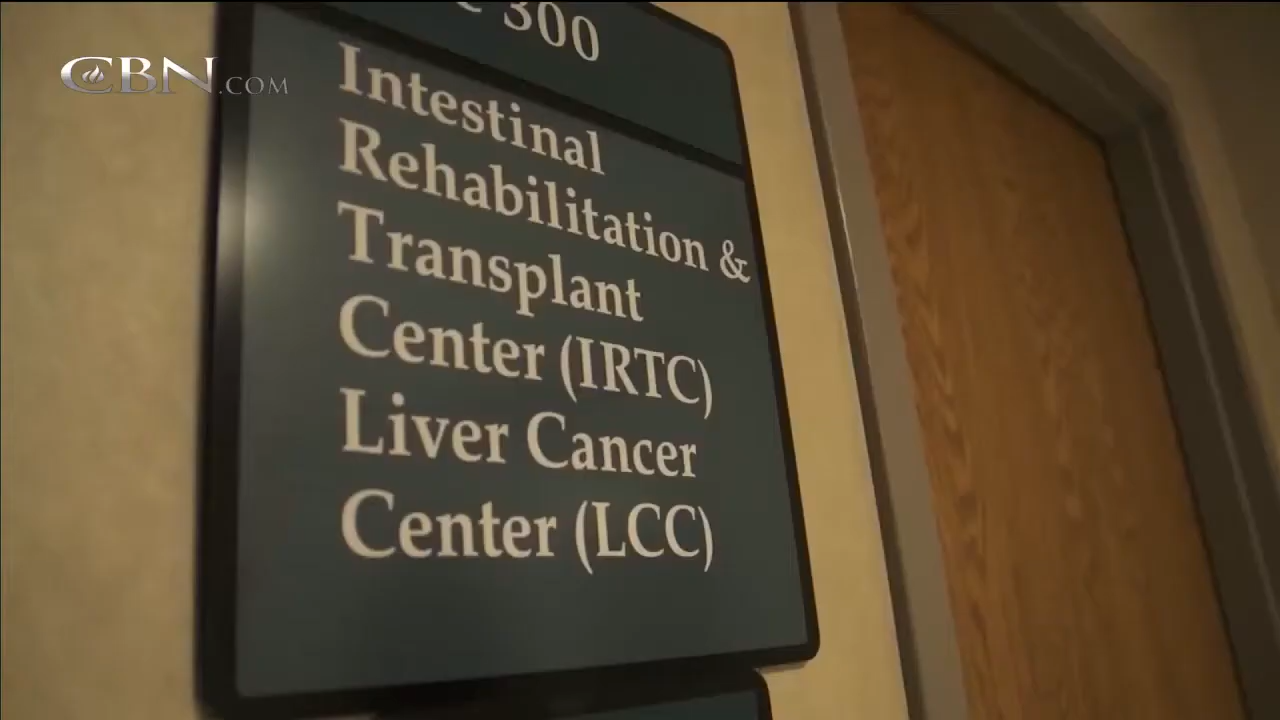 CBN.COM
300
Intestinal
Rehabilitation &
Transplant
Center (IRTC)
Liver Cancer
Center (LCC)